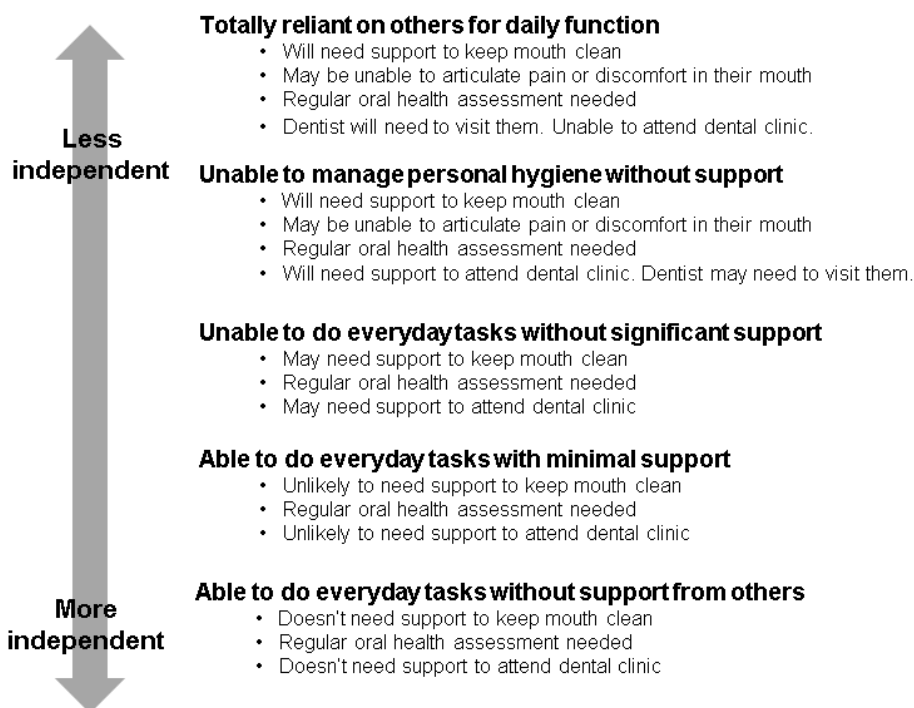 Totally reliant on others for daily function
• Will need support to keep mouth clean
• May be unable to articulate pain or discomfort in their mouth
• Regular oral health assessment needed
• Dentist will need to visit them. Unable to attend dental clinic.
Less
independent
Unable to manage personal hygiene without support
• Will need support to keep mouth clean
• May be unable to articulate pain or discomfort in their mouth
• Regular oral health assessment needed
• Will need support to attend dental clinic. Dentist may need to visit them.
Unable to do everyday tasks without significant support
• May need support to keep mouth clean
• Regular oral health assessment needed
• May need support to attend dental clinic
Able to do everyday tasks with minimal support
• Unlikely to need support to keep mouth clean
• Regular oral health assessment needed
• Unlikely to need support to attend dental clinic
Able to do everyday tasks without support from others
• Doesn't need support to keep mouth clean
• Regular oral health assessment needed
• Doesn't need support to attend dental clinic
More
independent